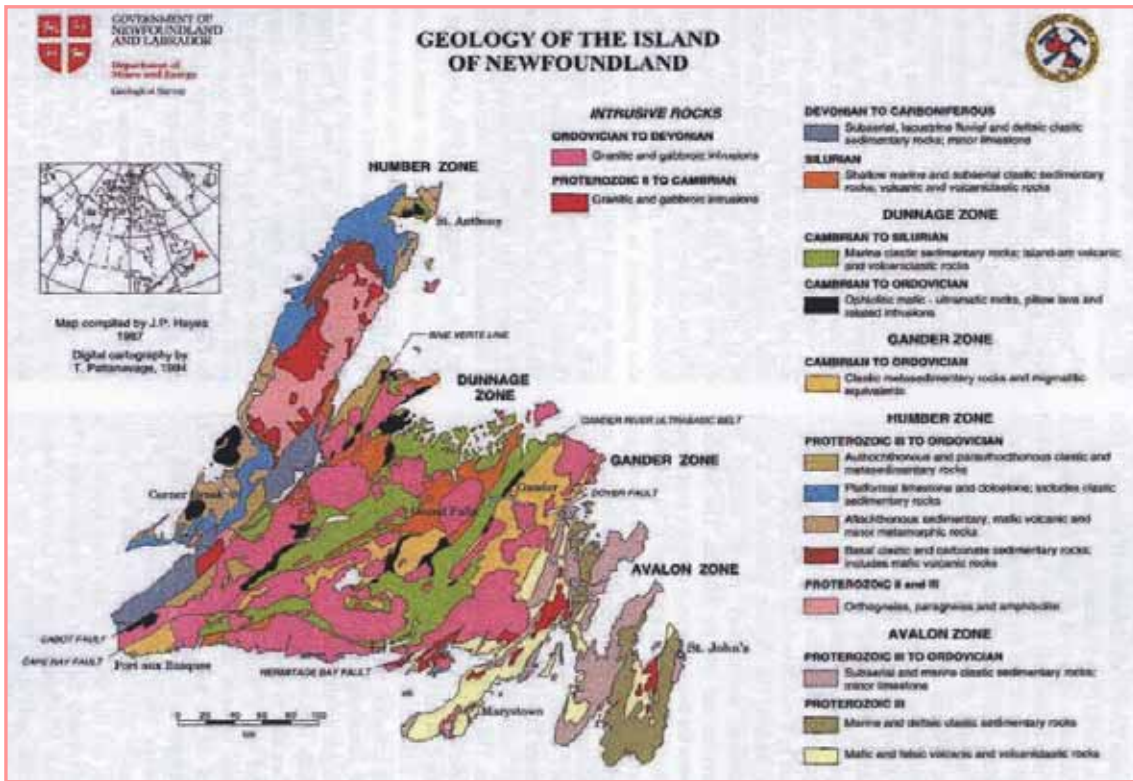 GOVERNMENT OF
NEWFOUNDLAND
AND LABRADOR
Department of
Mines and Energy
Geological Survey
GEOLOGY OF THE ISLAND
OF NEWFOUNDLAND
Map compiled by J.P. Hayes
1987
Digital cartography by
T. Paltanavage, 1994
HUMBER ZONE
St. Anthony
BAIE VERTE LINE
DUNNAGE
ZONE
GANDER RIVER ULTRABASIC BELT
GANDER ZONE
Gander
DOVER FAULT
Corner Brook
Grand Falls
AVALON ZONE
St. John's
CABOT FAULT
CAPE RAY FAULT
Port aux Basques
HERMITAGE BAY FAULT
Marystown
0 20 40 60 80 100
km
INTRUSIVE ROCKS
ORDOVICIAN TO DEVONIAN
Granitic and gabbroic intrusions
PROTEROZOIC II TO CAMBRIAN
Granitic and gabbroic intrusions
DEVONIAN TO CARBONIFEROUS
Subaerial, lacustrine fluvial and deltaic clastic
sedimentary rocks; minor limestone
SILURIAN
Shallow marine and subaerial clastic sedimentary
rocks, volcanic and volcaniclastic rocks
DUNNAGE ZONE
CAMBRIAN TO SILURIAN
Marine clastic sedimentary rocks; island-arc volcanic
and volcaniclastic rocks
CAMBRIAN TO ORDOVICIAN
Ophiolitic mafic - ultramafic rocks, pillow lava and
related intrusions
GANDER ZONE
CAMBRIAN TO ORDOVICIAN
Clastic metasedimentary rocks and migmatitic
equivalents
HUMBER ZONE
PROTEROZOIC III TO ORDOVICIAN
Authochthonous and parauthocthonous clastic and
metasedimentary rocks
Platformal limestone and dolostone; includes clastic
sedimentary rocks
Allochthonous sedimentary, mafic volcanic and
minor metamorphic rocks
Basal clastic and carbonate sedimentary rocks;
includes mafic volcanic rocks
PROTEROZOIC II and III
Orthogneiss, paragneiss and amphibolite
AVALON ZONE
PROTEROZOIC III TO ORDOVICIAN
Subaerial and marine clastic sedimentary rocks;
minor limestone
PROTEROZOIC III
Marine and deltaic clastic sedimentary rocks
Mafic and felsic volcanic and volcaniclastic rocks